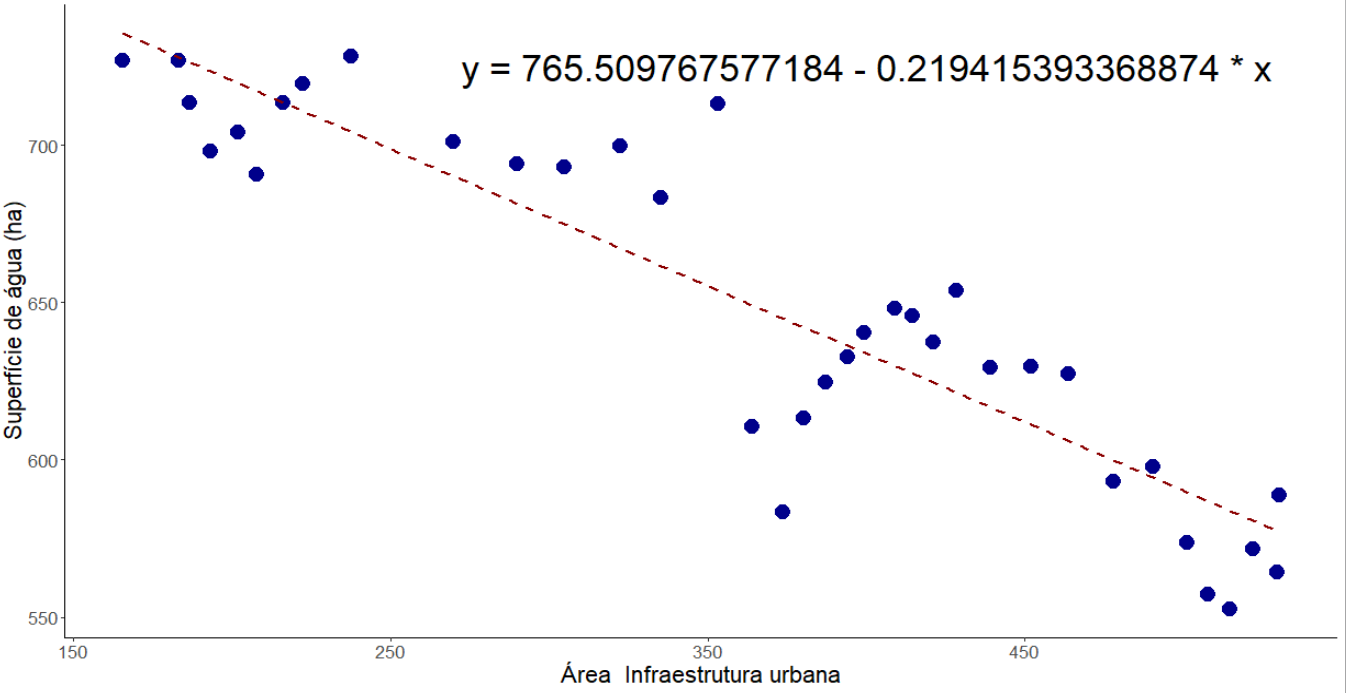 y = 765.509767577184 - 0.219415393368874 * x
700
650
600
550
Superfície de água (ha)
150 250 350 450
Área  Infraestrutura urbana